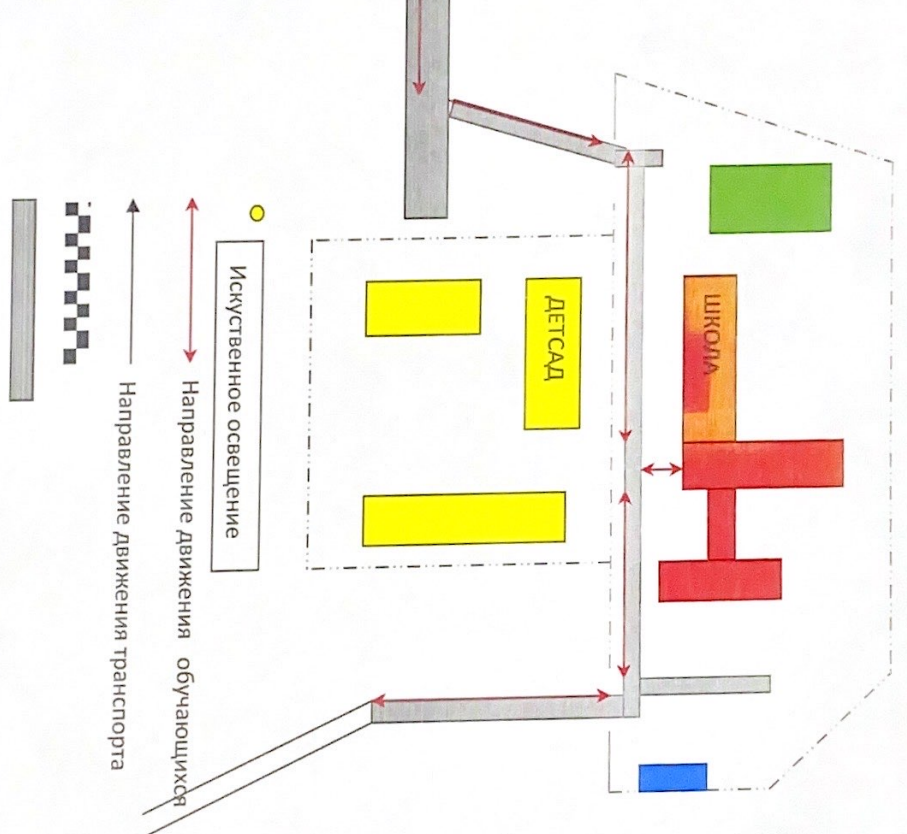 ШКОЛА
ДЕТСАД
Искуственное освещение
Направление движения обучающихся
Направление движения транспорта